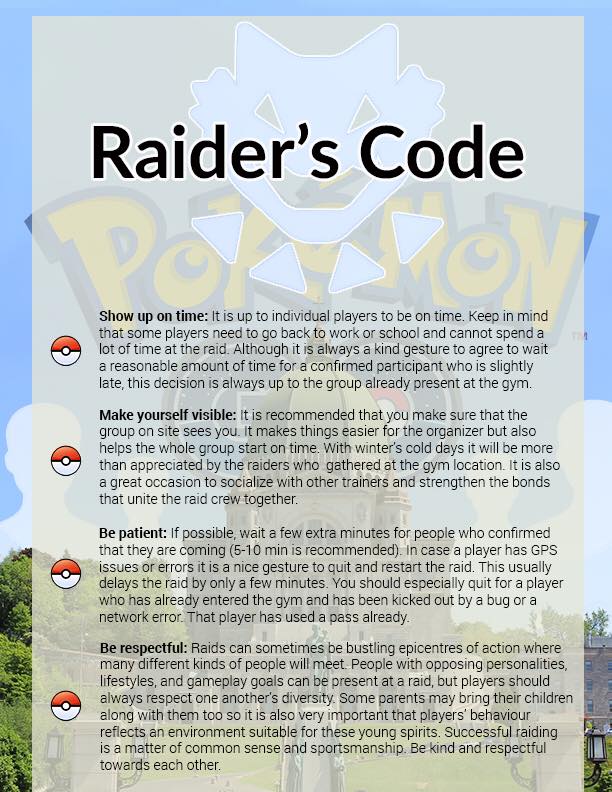 Raider's Code
POKÉMON
TM
GO
Show up on time: It is up to individual players to be on time. Keep in mind
that some players need to go back to work or school and cannot spend a
lot of time at the raid. Although it is always a kind gesture to agree to wait
a reasonable amount of time for a confirmed participant who is slightly
late, this decision is always up to the group already present at the gym.
Make yourself visible: It is recommended that you make sure that the
group on site sees you. It makes things easier for the organizer but also
helps the whole group start on time. With winter's cold days it will be more
than appreciated by the raiders who gathered at the gym location. It is also
a great occasion to socialize with other trainers and strengthen the bonds
that unite the raid crew together.
Be patient: If possible, wait a few extra minutes for people who confirmed
that they are coming (5-10 min is recommended). In case a player has GPS
issues or errors it is a nice gesture to quit and restart the raid. This usually
delays the raid by only a few minutes. You should especially quit for a player
who has already entered the gym and has been kicked out by a bug or a
network error. That player has used a pass already.
Be respectful: Raids can sometimes be bustling epicentres of action where
many different kinds of people will meet. People with opposing personalities,
lifestyles, and gameplay goals can be present at a raid, but players should
always respect one another's diversity. Some parents may bring their children
along with them too so it is also very important that players' behaviour
reflects an environment suitable for these young spirits. Successful raiding
is a matter of common sense and sportsmanship. Be kind and respectful
towards each other.